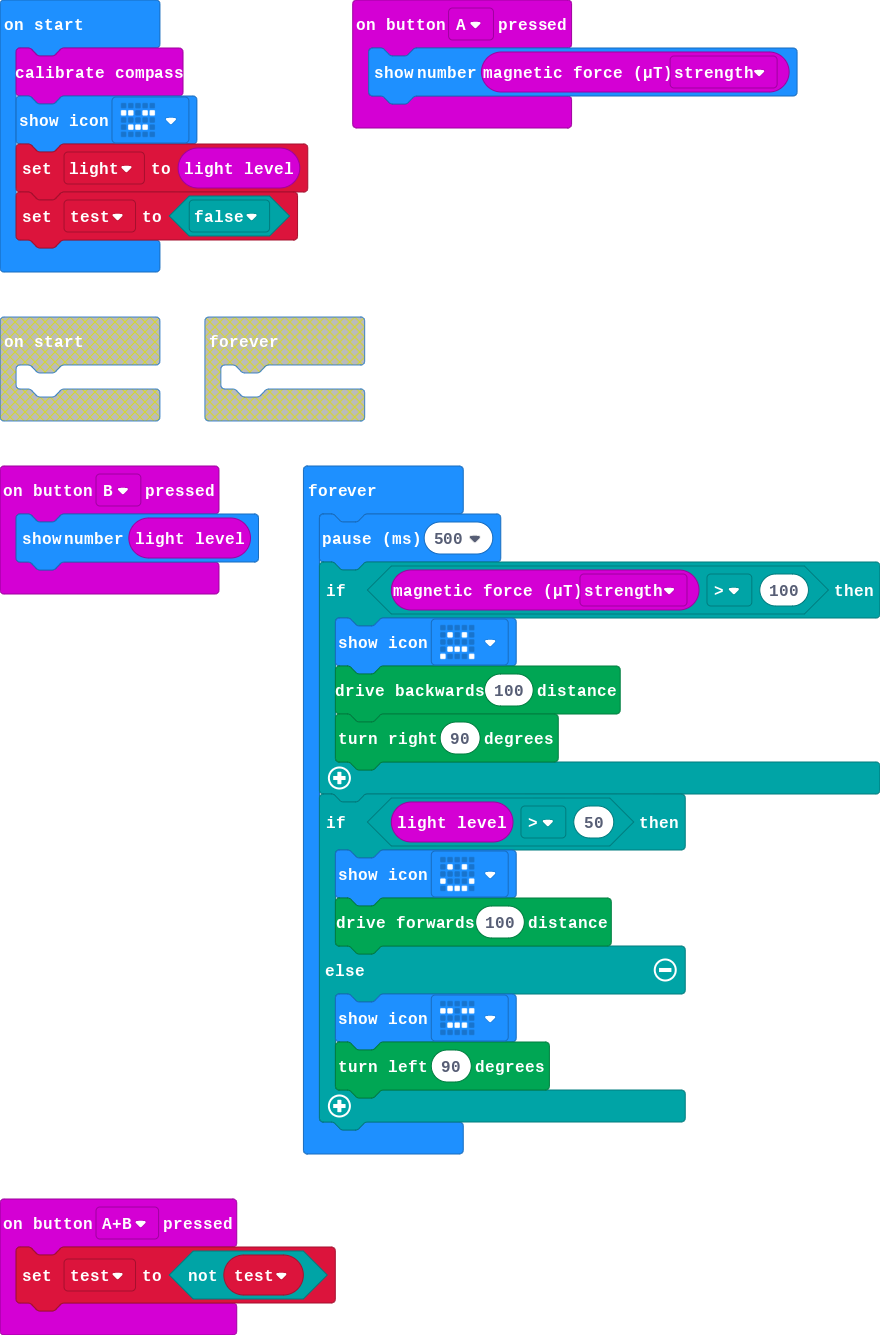 on start
calibrate compass
show icon
set light to light level
set test to false
on button A pressed
show number magnetic force (µT) strength
on start
forever
on button B pressed
show number light level
forever
pause (ms) 500
if magnetic force (µT) strength > 100 then
show icon
drive backwards 100 distance
turn right 90 degrees
if light level > 50 then
show icon
drive forwards 100 distance
else
show icon
turn left 90 degrees
on button A+B pressed
set test to not test